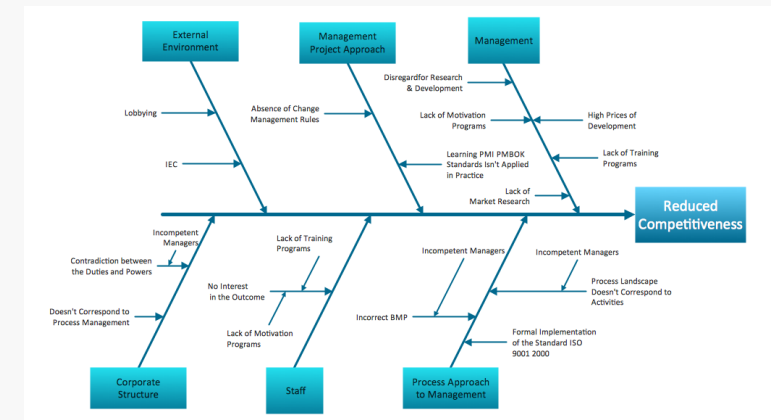 External
Environment
Management
Project Approach
Management
Disregardfor Research
& Development
Lobbying
Absence of Change
Management Rules
Lack of Motivation
Programs
High Prices of
Development
IEC
Learning PMI PMBOK
Standards Isn't Applied
in Practice
Lack of Training
Programs
Lack of
Market Research
Reduced
Competitiveness
Incompetent
Managers
Contradiction between
the Duties and Powers
Doesn't Correspond to
Process Management
Lack of Training
Programs
No Interest
in the Outcome
Lack of Motivation
Programs
Incompetent Managers
Incompetent Managers
Process Landscape
Doesn't Correspond to
Activities
Incorrect BMP
Formal Implementation
of the Standard ISO
9001 2000
Corporate
Structure
Staff
Process Approach
to Management